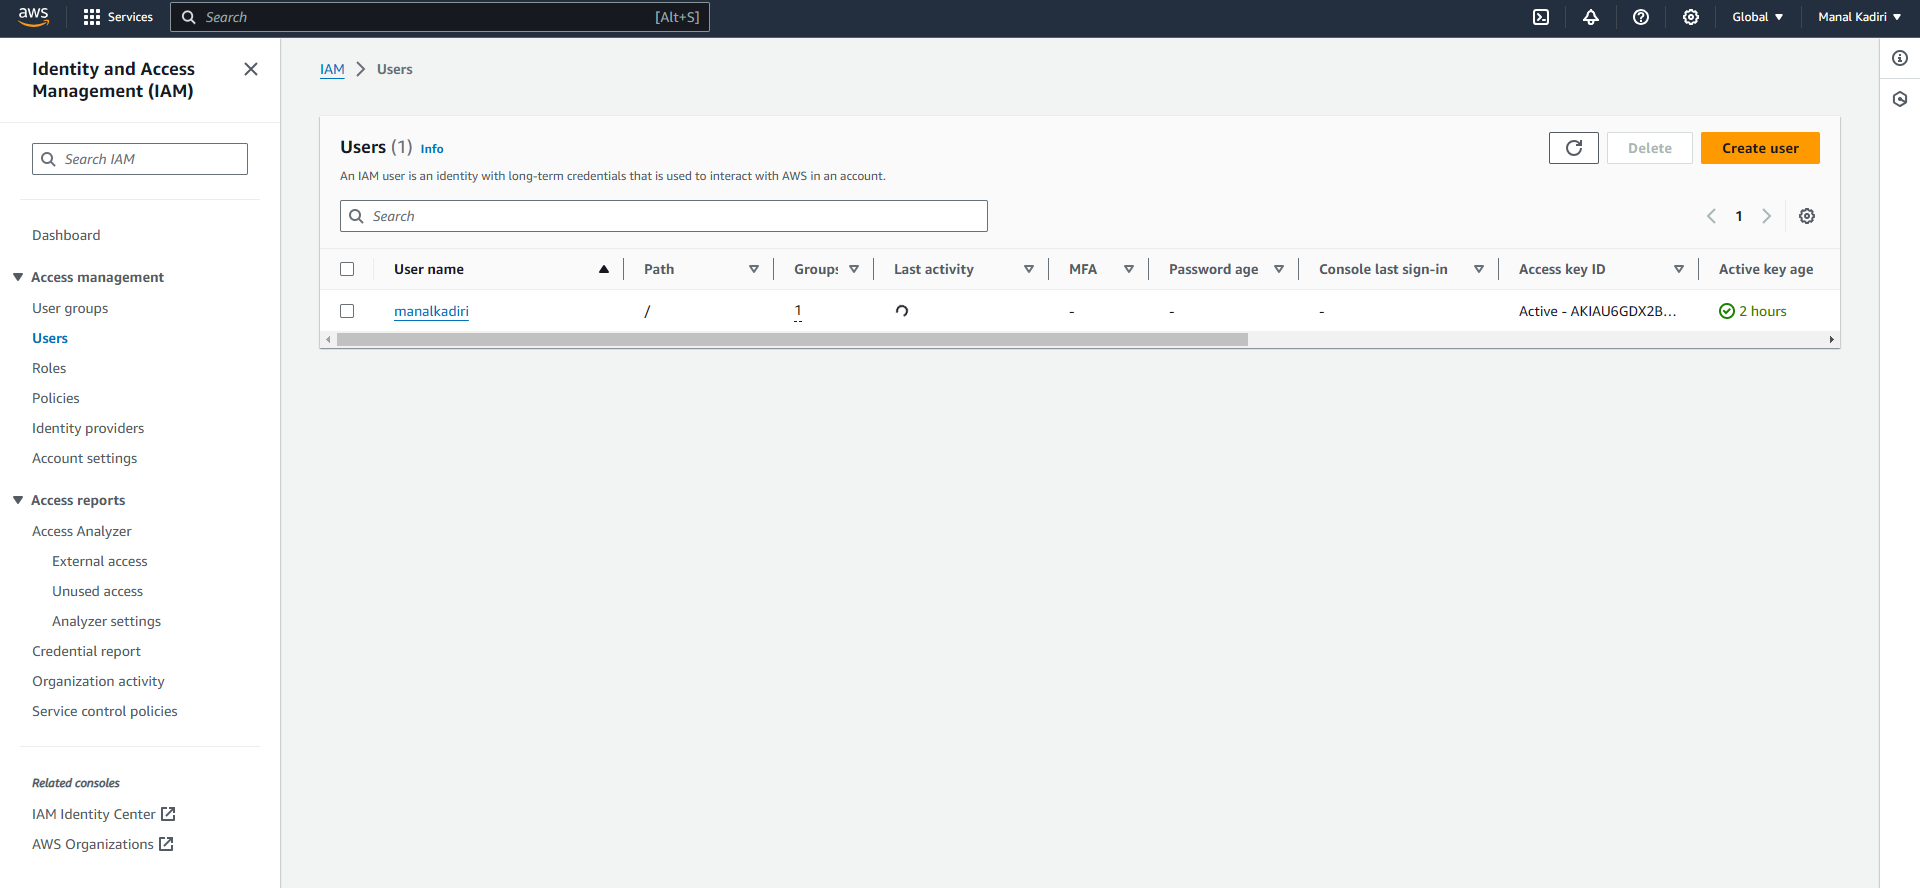 aws
Services
Search [Alt+S]
Global
Manal Kadiri
Identity and Access
Management (IAM)
Search IAM
Dashboard
Access management
User groups
Users
Roles
Policies
Identity providers
Account settings
Access reports
Access Analyzer
External access
Unused access
Analyzer settings
Credential report
Organization activity
Service control policies
Related consoles
IAM Identity Center
AWS Organizations
IAM > Users
Users (1) Info
Delete
Create user
An IAM user is an identity with long-term credentials that is used to interact with AWS in an account.
Search
1
User name Path Groups Last activity MFA Password age Console last sign-in Access key ID Active key age
manalkadiri / 1 - - - Active - AKIAU6GDX2B... 2 hours